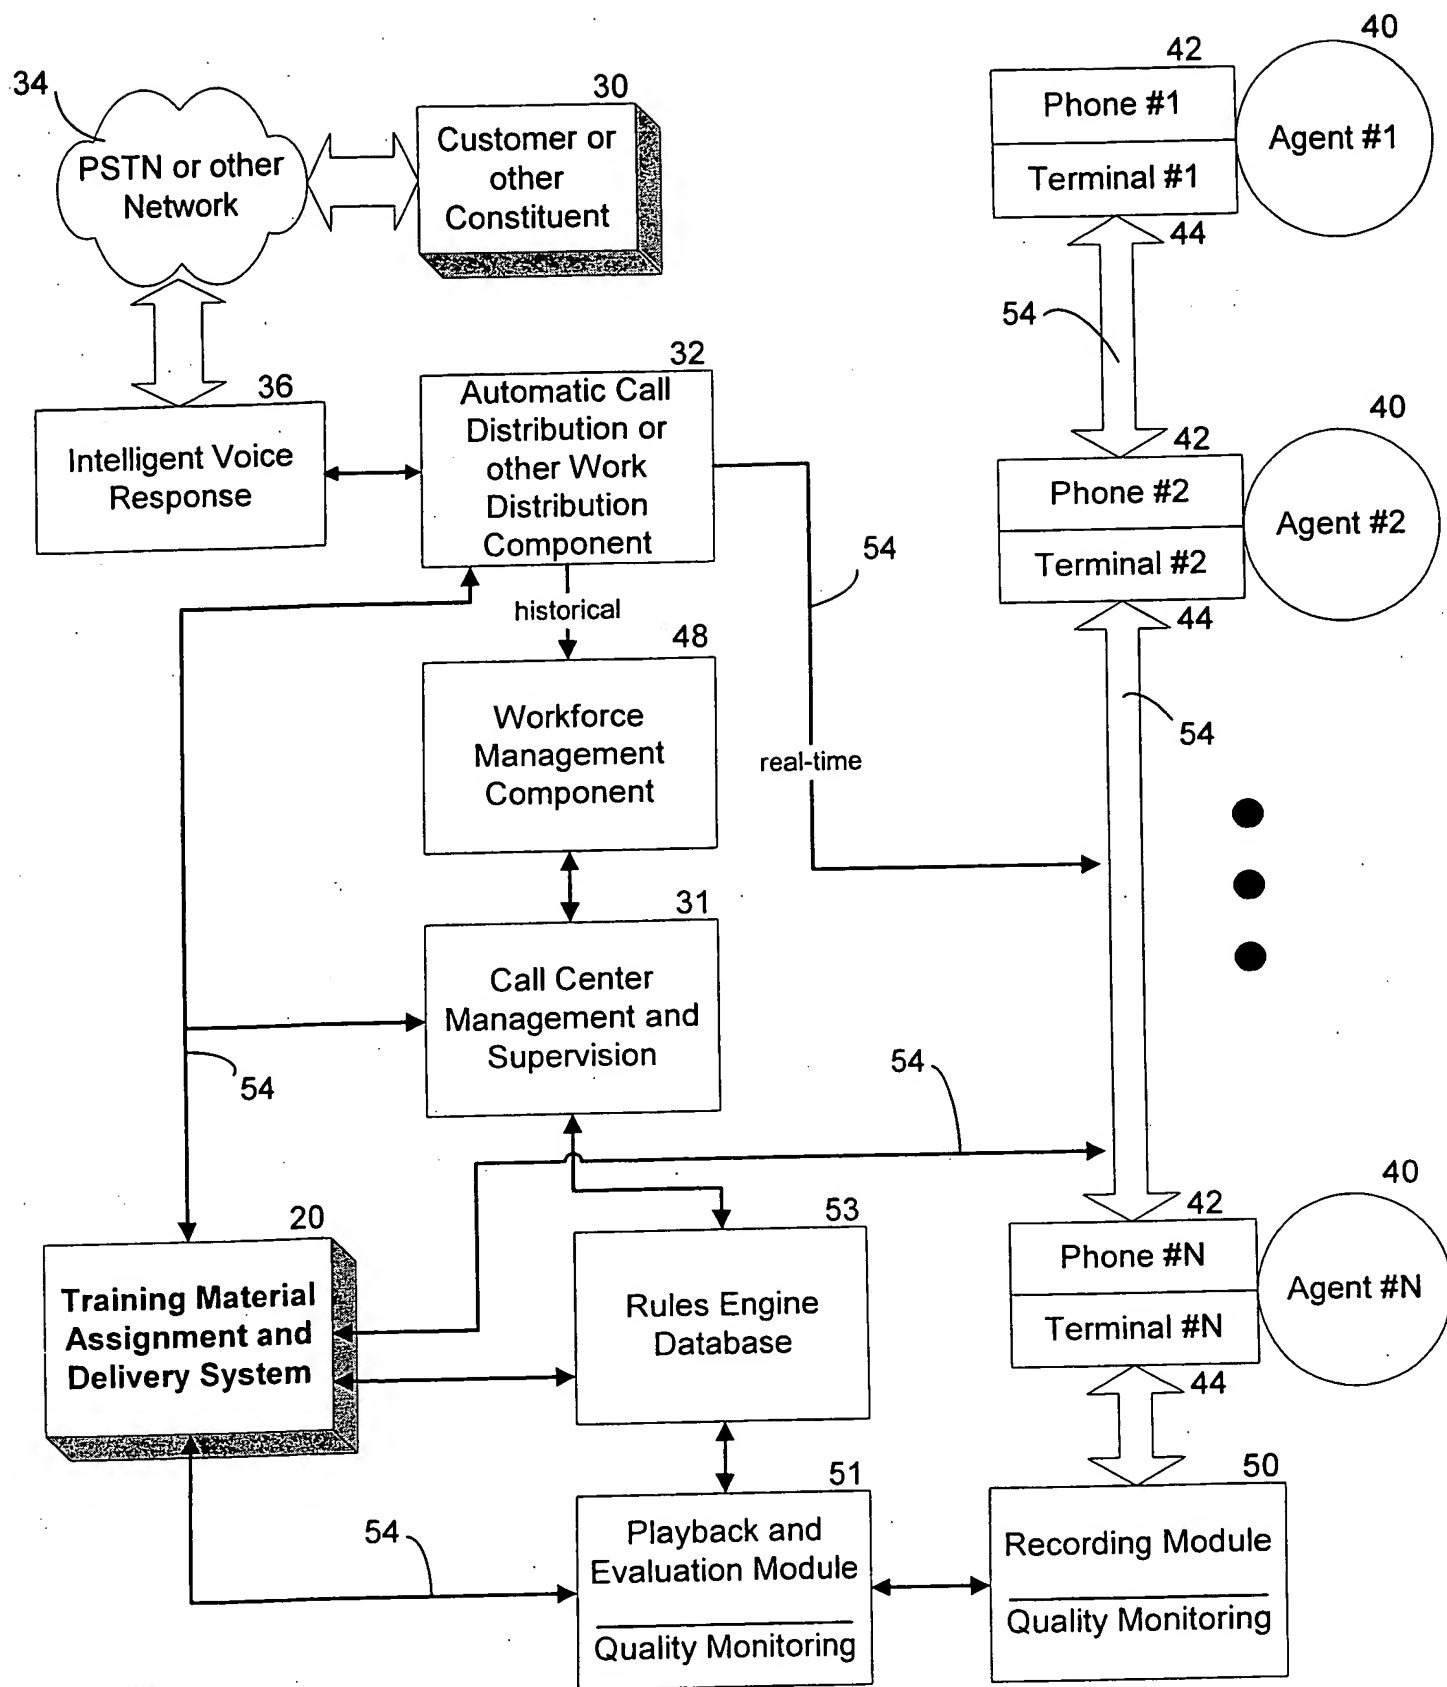 34
PSTN or other
Network
30
Customer or
other
Constituent
42
40
Phone #1
Terminal #1
Agent #1
44
54
36
Intelligent Voice
Response
32
Automatic Call
Distribution or
other Work
Distribution
Component
54
historical
42
40
Phone #2
Terminal #2
Agent #2
44
54
48
Workforce
Management
Component
real-time
31
Call Center
Management and
Supervision
54
54
20
Training Material
Assignment and
Delivery System
53
Rules Engine
Database
42
40
Phone #N
Terminal #N
Agent #N
44
54
51
Playback and
Evaluation Module
Quality Monitoring
50
Recording Module
Quality Monitoring